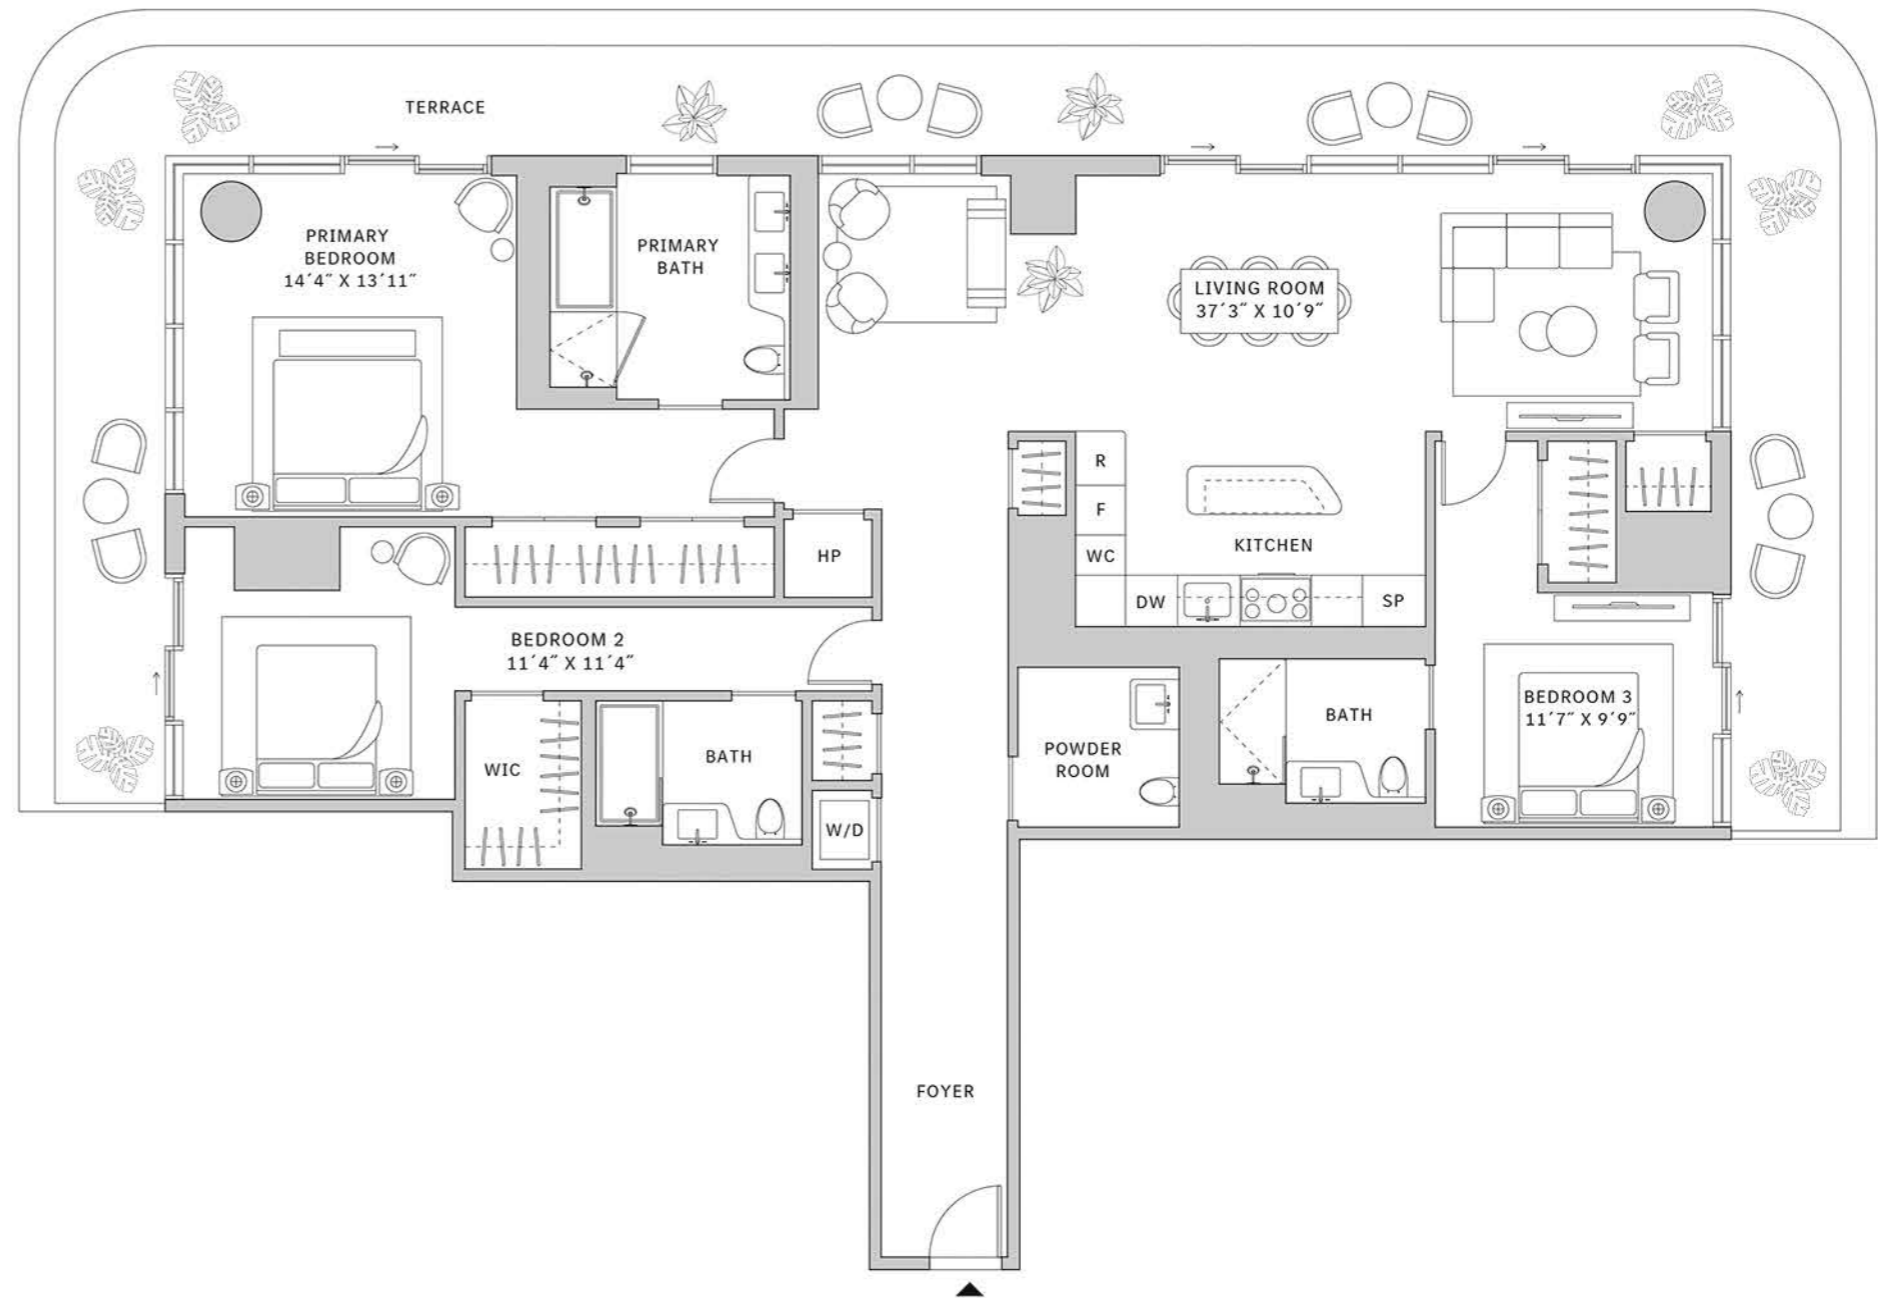 TERRACE
PRIMARY
BEDROOM
14´4˝ X 13´11˝
PRIMARY
BATH
LIVING ROOM
37´3˝ X 10´9˝
R
F
WC
KITCHEN
DW
SP
HP
BEDROOM 2
11´4˝ X 11´4˝
WIC
BATH
W/D
POWDER
ROOM
BATH
BEDROOM 3
11´7˝ X 9´9˝
FOYER